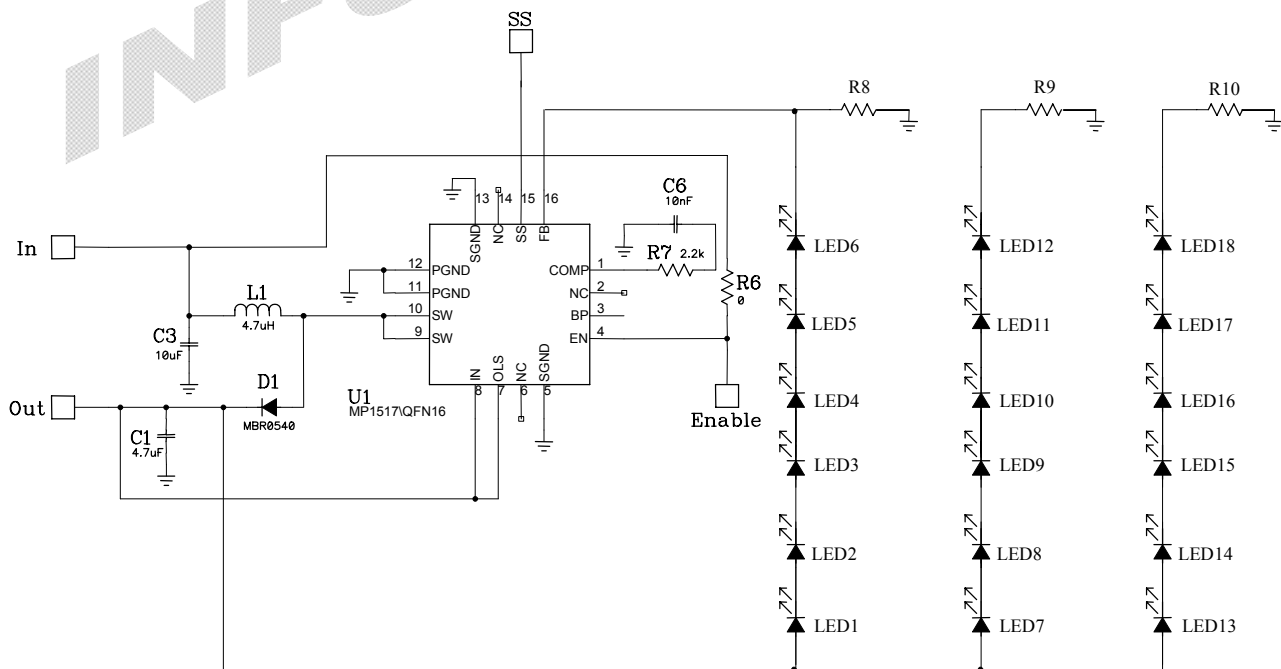 SS
R8
R9
R10
In
13
14
15
16
SGND
NC
SS
FB
C6
10nF
R7 2.2k
12 PGND
11 PGND
10 SW
9 SW
COMP 1
NC 2
BP 3
EN 4
R6
0
L1
4.7uH
C3
10uF
D1
MBR0540
Out
C1
4.7uF
IN
OLS
NC
SGND
8
7
6
5
U1
MP1517\QFN16
Enable
LED6
LED12
LED18
LED5
LED11
LED17
LED4
LED10
LED16
LED3
LED9
LED15
LED2
LED8
LED14
LED1
LED7
LED13